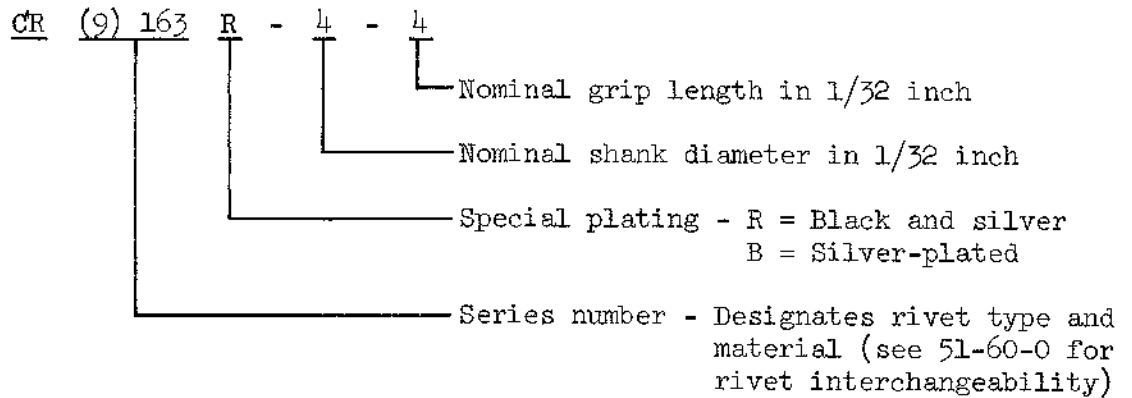 CR (9) 163 R - 4 - 4
Nominal grip length in 1/32 inch
Nominal shank diameter in 1/32 inch
Special plating - R = Black and silver
B = Silver-plated
Series number - Designates rivet type and
material (see 51-60-0 for
rivet interchangeability)